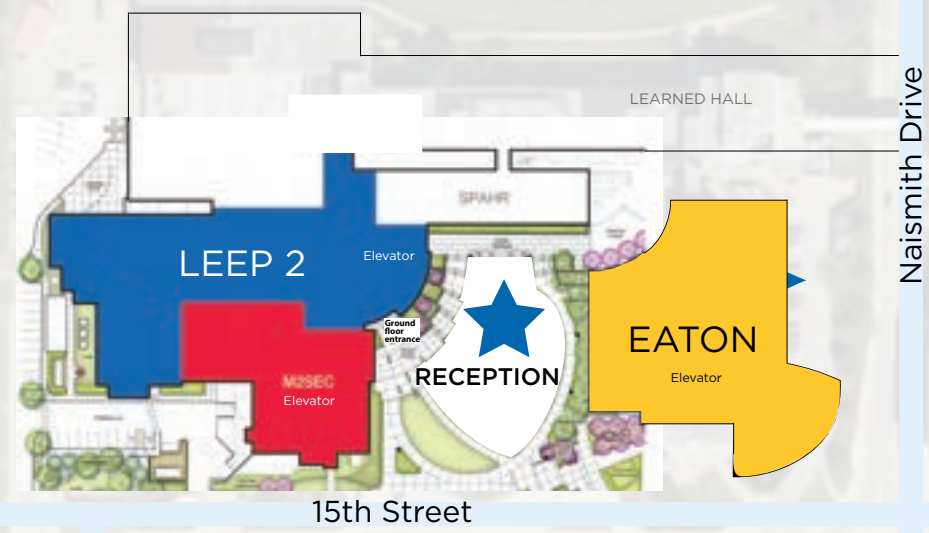 LEARNED HALL
Naismith Drive
SPAHR
LEEP 2
Elevator
Ground
floor
entrance
EATON
RECEPTION
Elevator
M2SEC
Elevator
15th Street